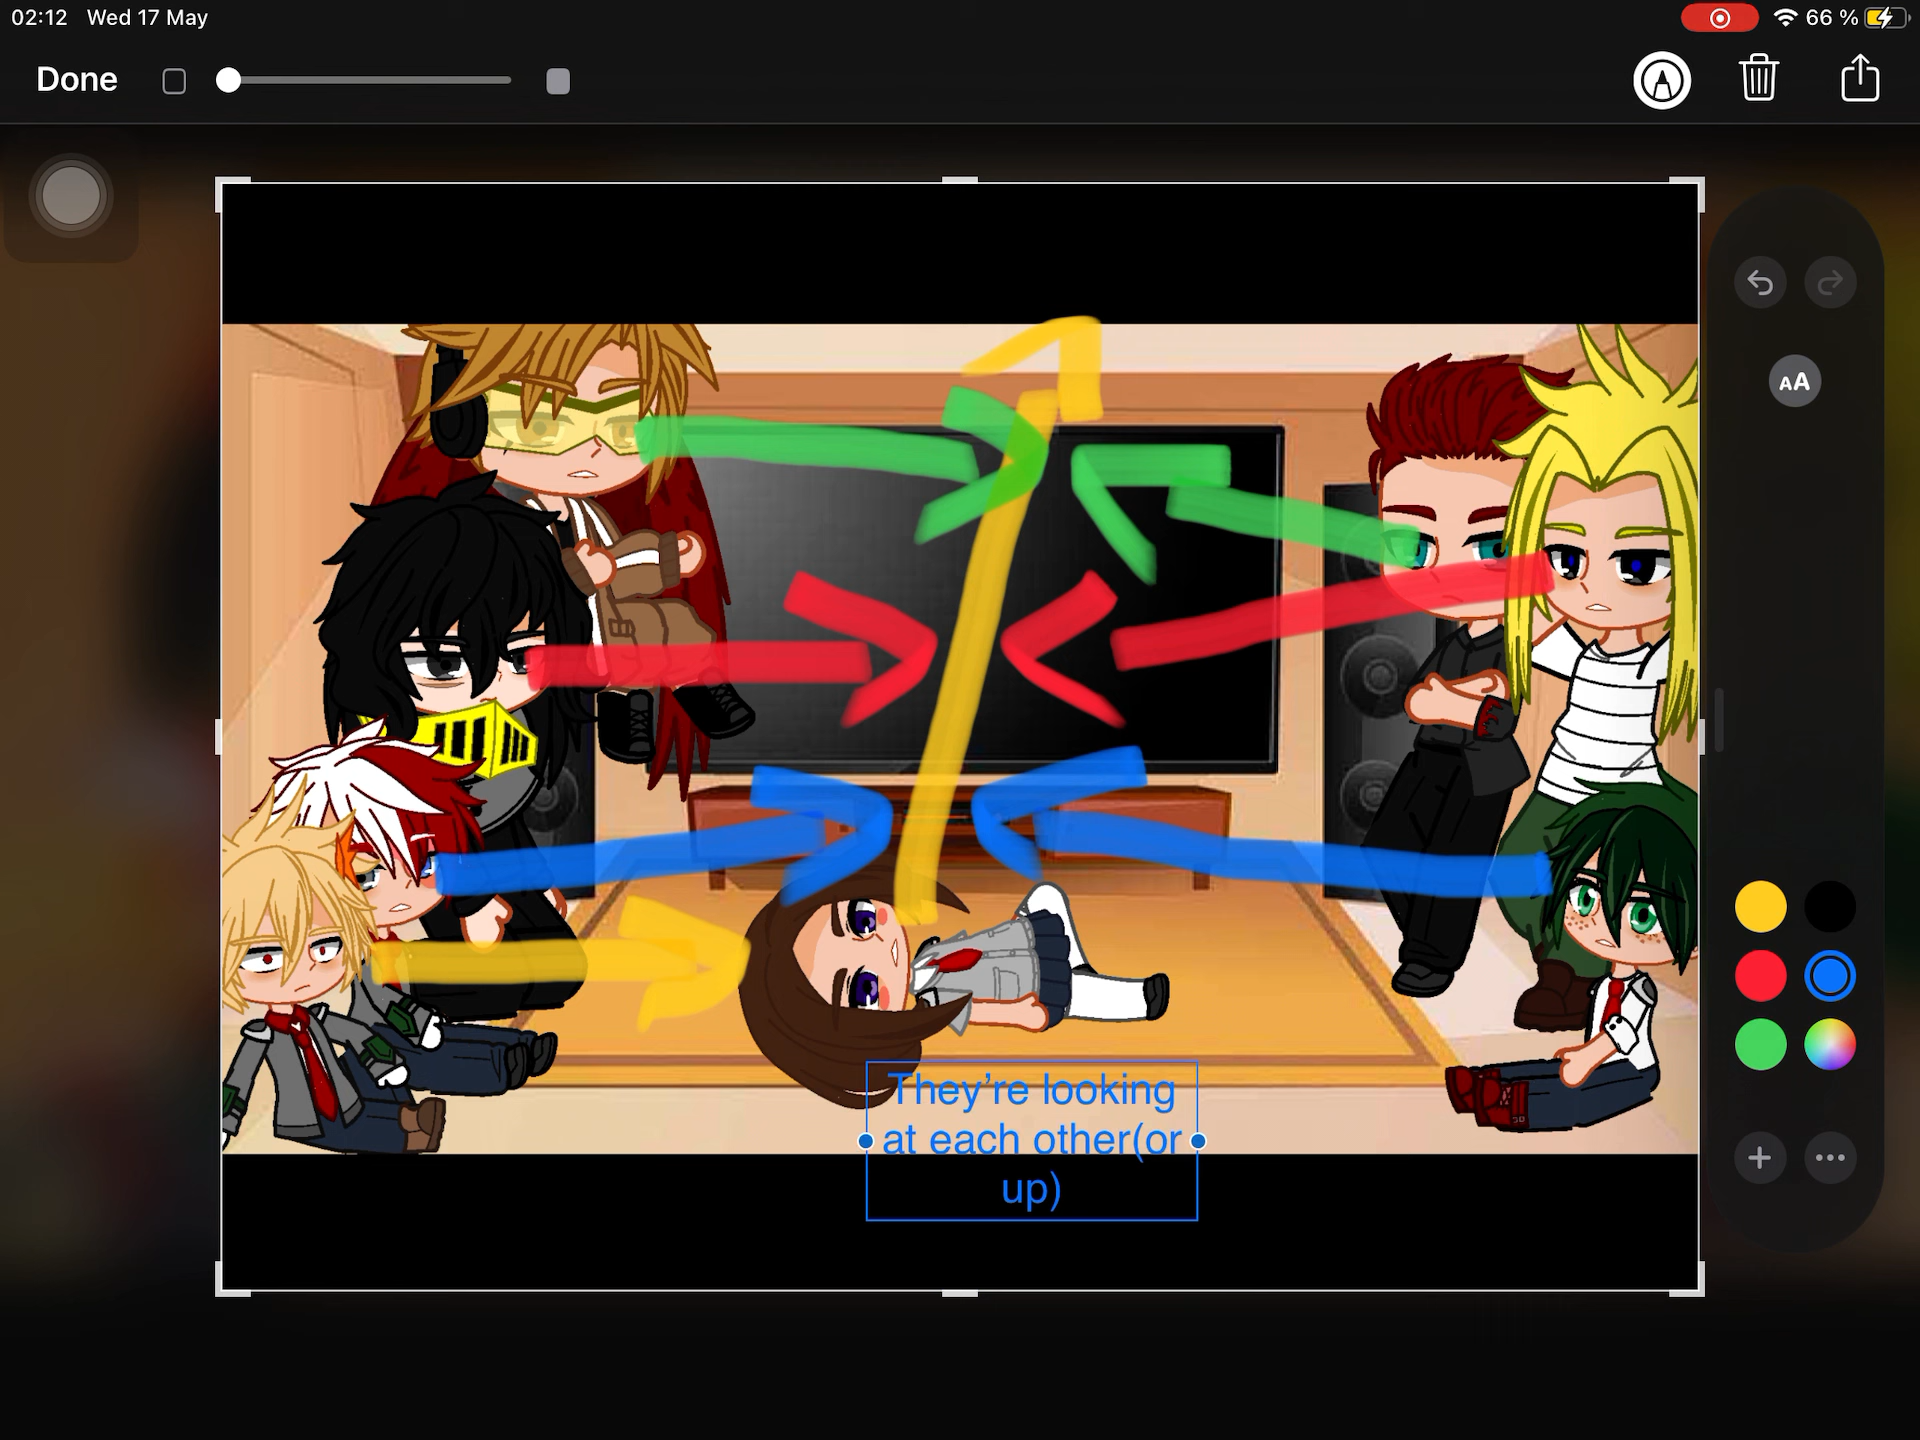 02:12 Wed 17 May
66 %
Done
AA
They’re looking
at each other(or
up)